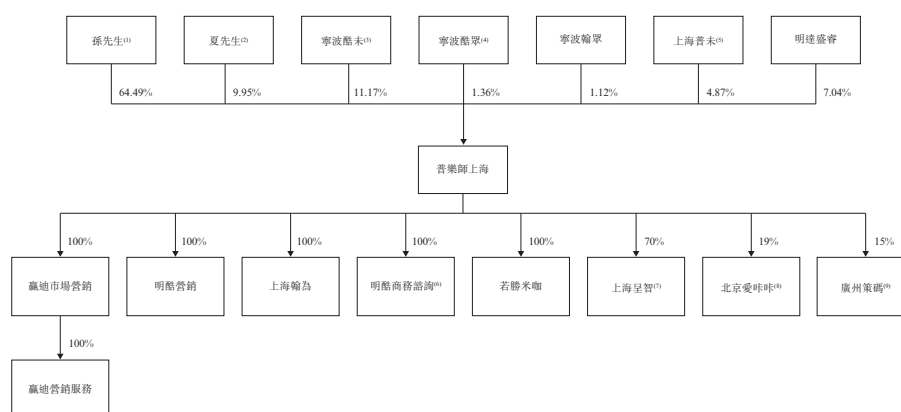 孫先生(1)
夏先生(2)
寧波酷未(3)
寧波酷眾(4)
寧波翰眾
上海普未(5)
明達盛睿
64.49%
9.95%
11.17%
1.36%
1.12%
4.87%
7.04%
普樂師上海
100%
100%
100%
100%
100%
70%
19%
15%
贏迪市場營銷
明酷營銷
上海翰為
明酷商務諮詢(6)
若勝米咖
上海呈智(7)
北京愛咔咔(8)
廣州策碼(9)
100%
贏迪營銷服務